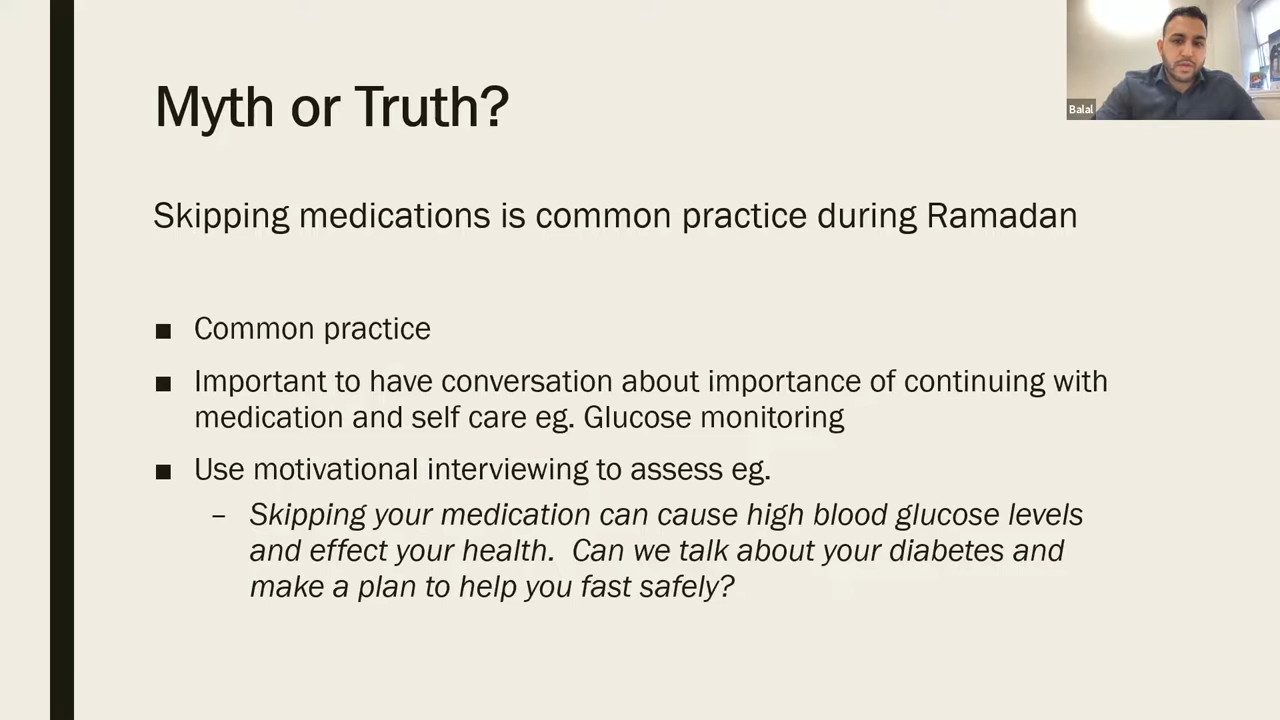 Myth or Truth?
Balal
Skipping medications is common practice during Ramadan
■ Common practice
■ Important to have conversation about importance of continuing with
medication and self care eg. Glucose monitoring
■ Use motivational interviewing to assess eg.
– Skipping your medication can cause high blood glucose levels
and effect your health.  Can we talk about your diabetes and
make a plan to help you fast safely?